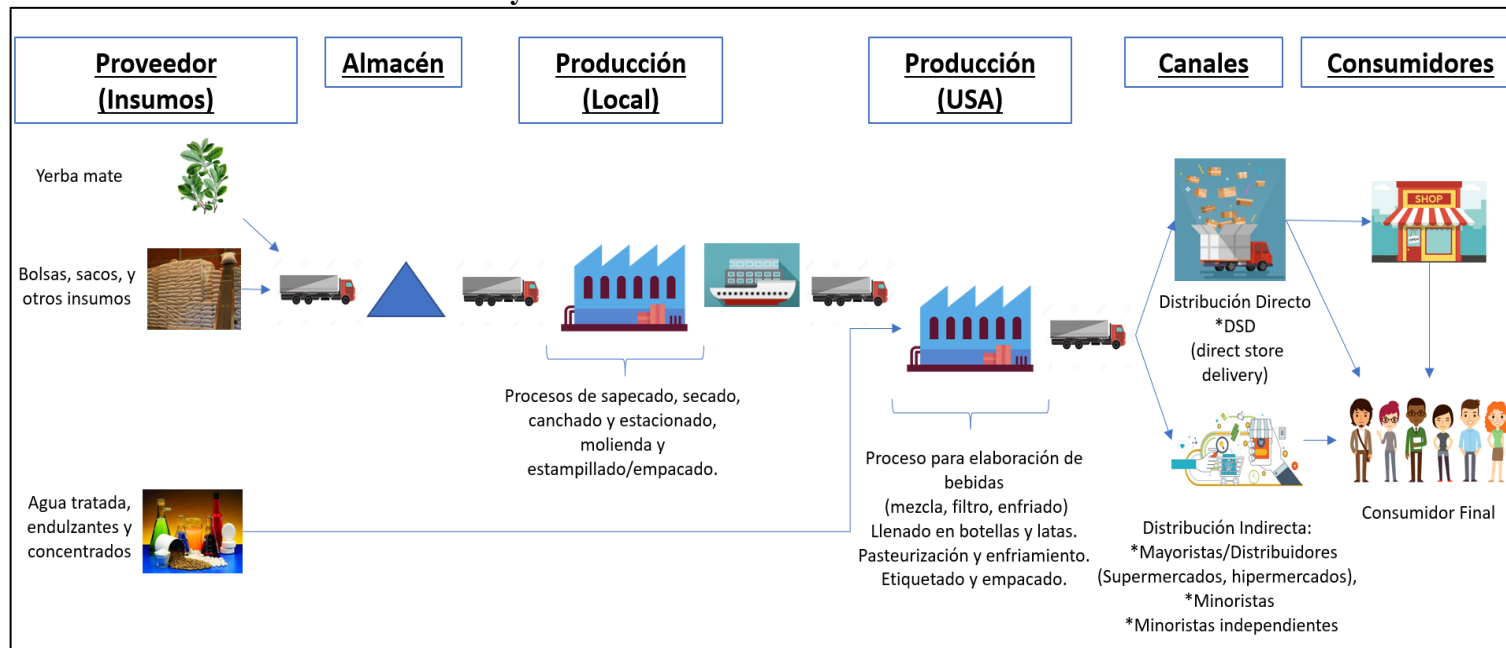 y
Proveedor
(Insumos)
Almacén
Producción
(Local)
Producción
(USA)
Canales
Consumidores
Yerba mate
Bolsas, sacos, y
otros insumos
Agua tratada,
endulzantes y
concentrados
Procesos de sapecado, secado,
canchado y estacionado,
molienda y
estampillado/empacado.
Proceso para elaboración de
bebidas
(mezcla, filtro, enfriado)
Llenado en botellas y latas.
Pasteurización y enfriamiento.
Etiquetado y empacado.
Distribución Directo
*DSD
(direct store
delivery)
Distribución Indirecta:
*Mayoristas/Distribuidores
(Supermercados, hipermercados),
*Minoristas
*Minoristas independientes
SHOP
Consumidor Final